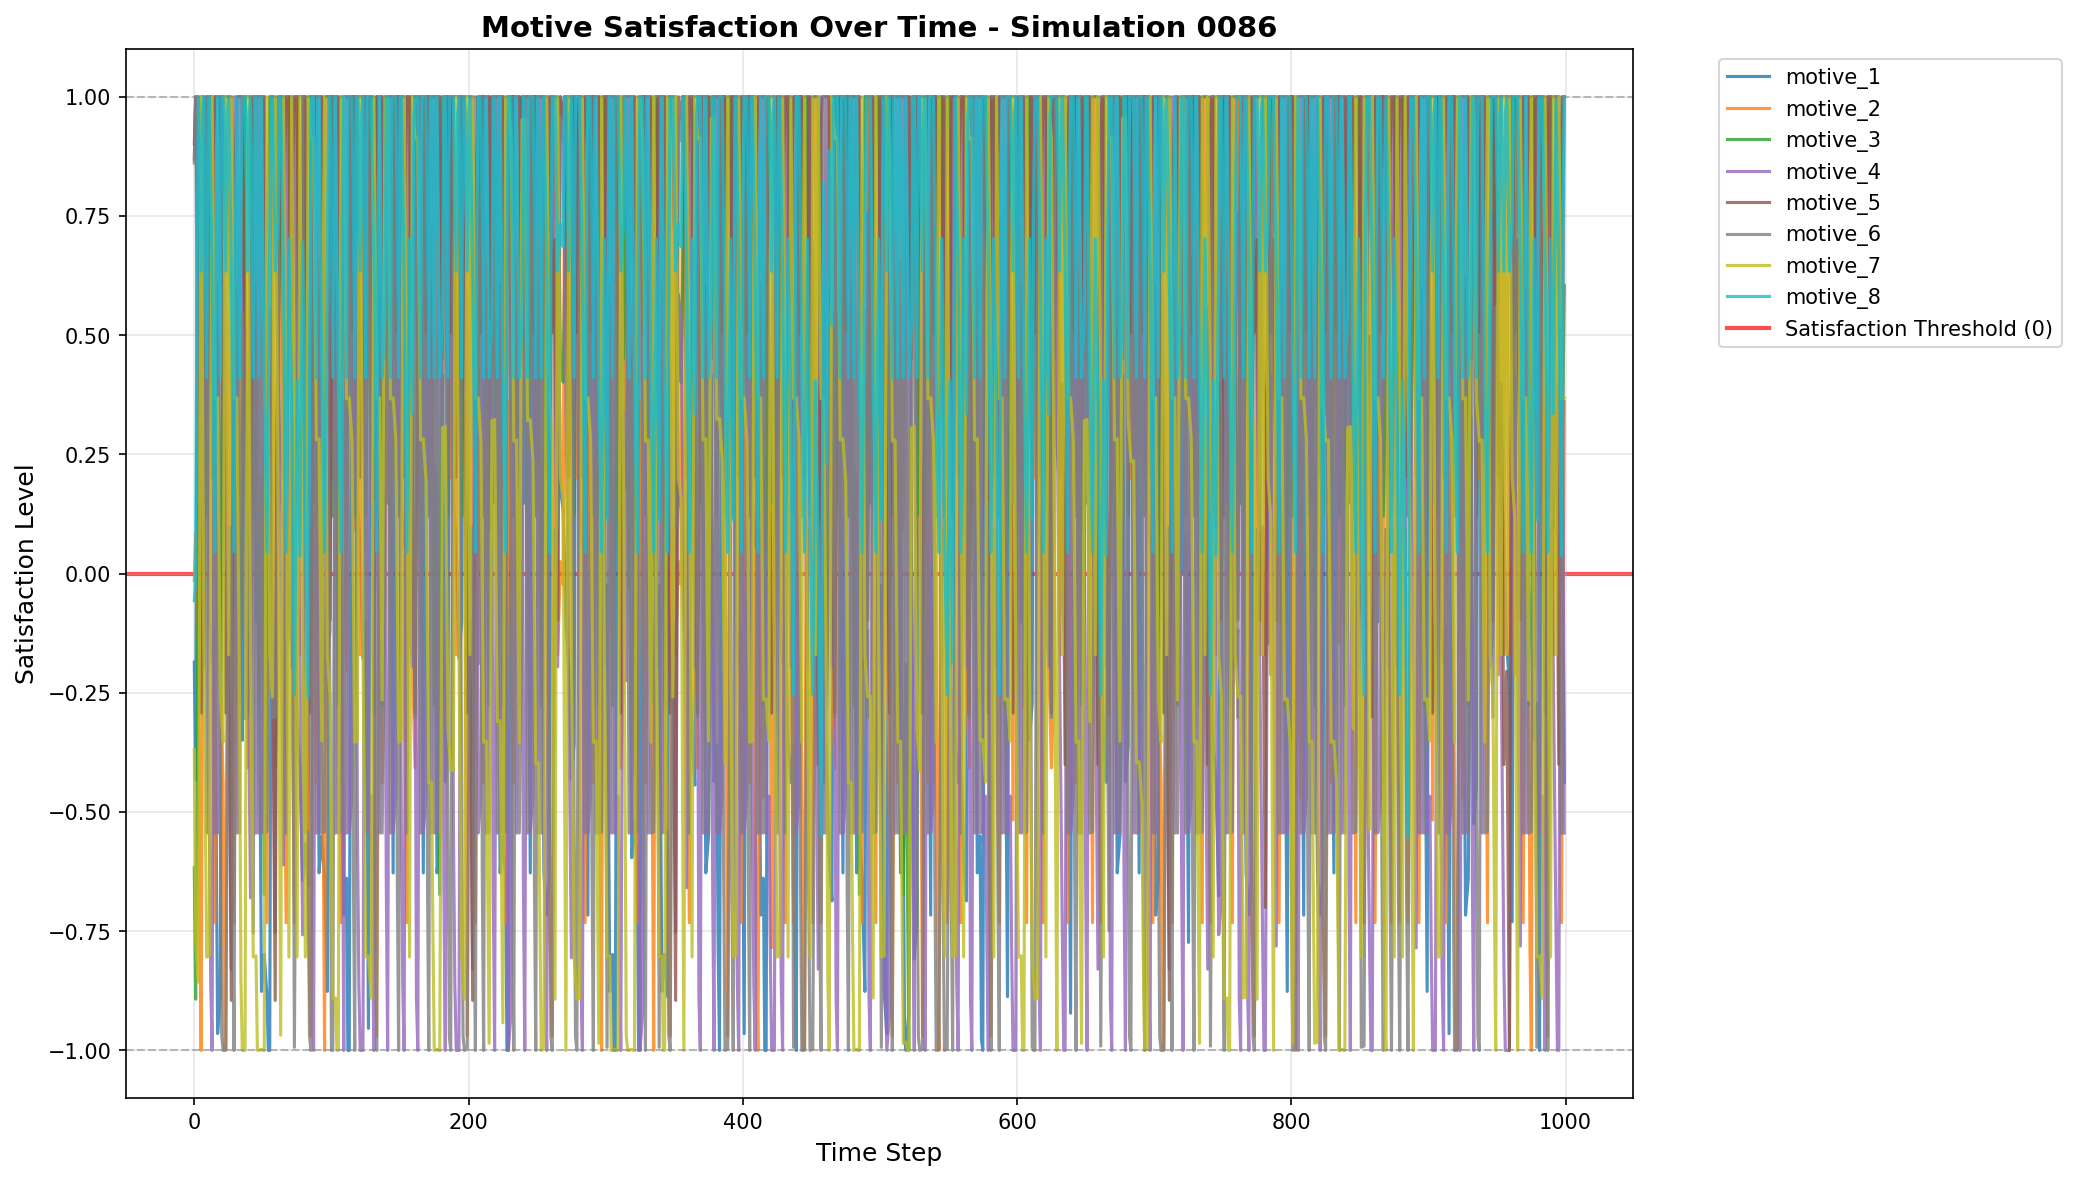 Motive Satisfaction Over Time - Simulation 0086
1.00
0.75
0.50
0.25
0.00
−0.25
−0.50
−0.75
−1.00
Satisfaction Level
0
200
400
600
800
1000
Time Step
motive_1
motive_2
motive_3
motive_4
motive_5
motive_6
motive_7
motive_8
Satisfaction Threshold (0)